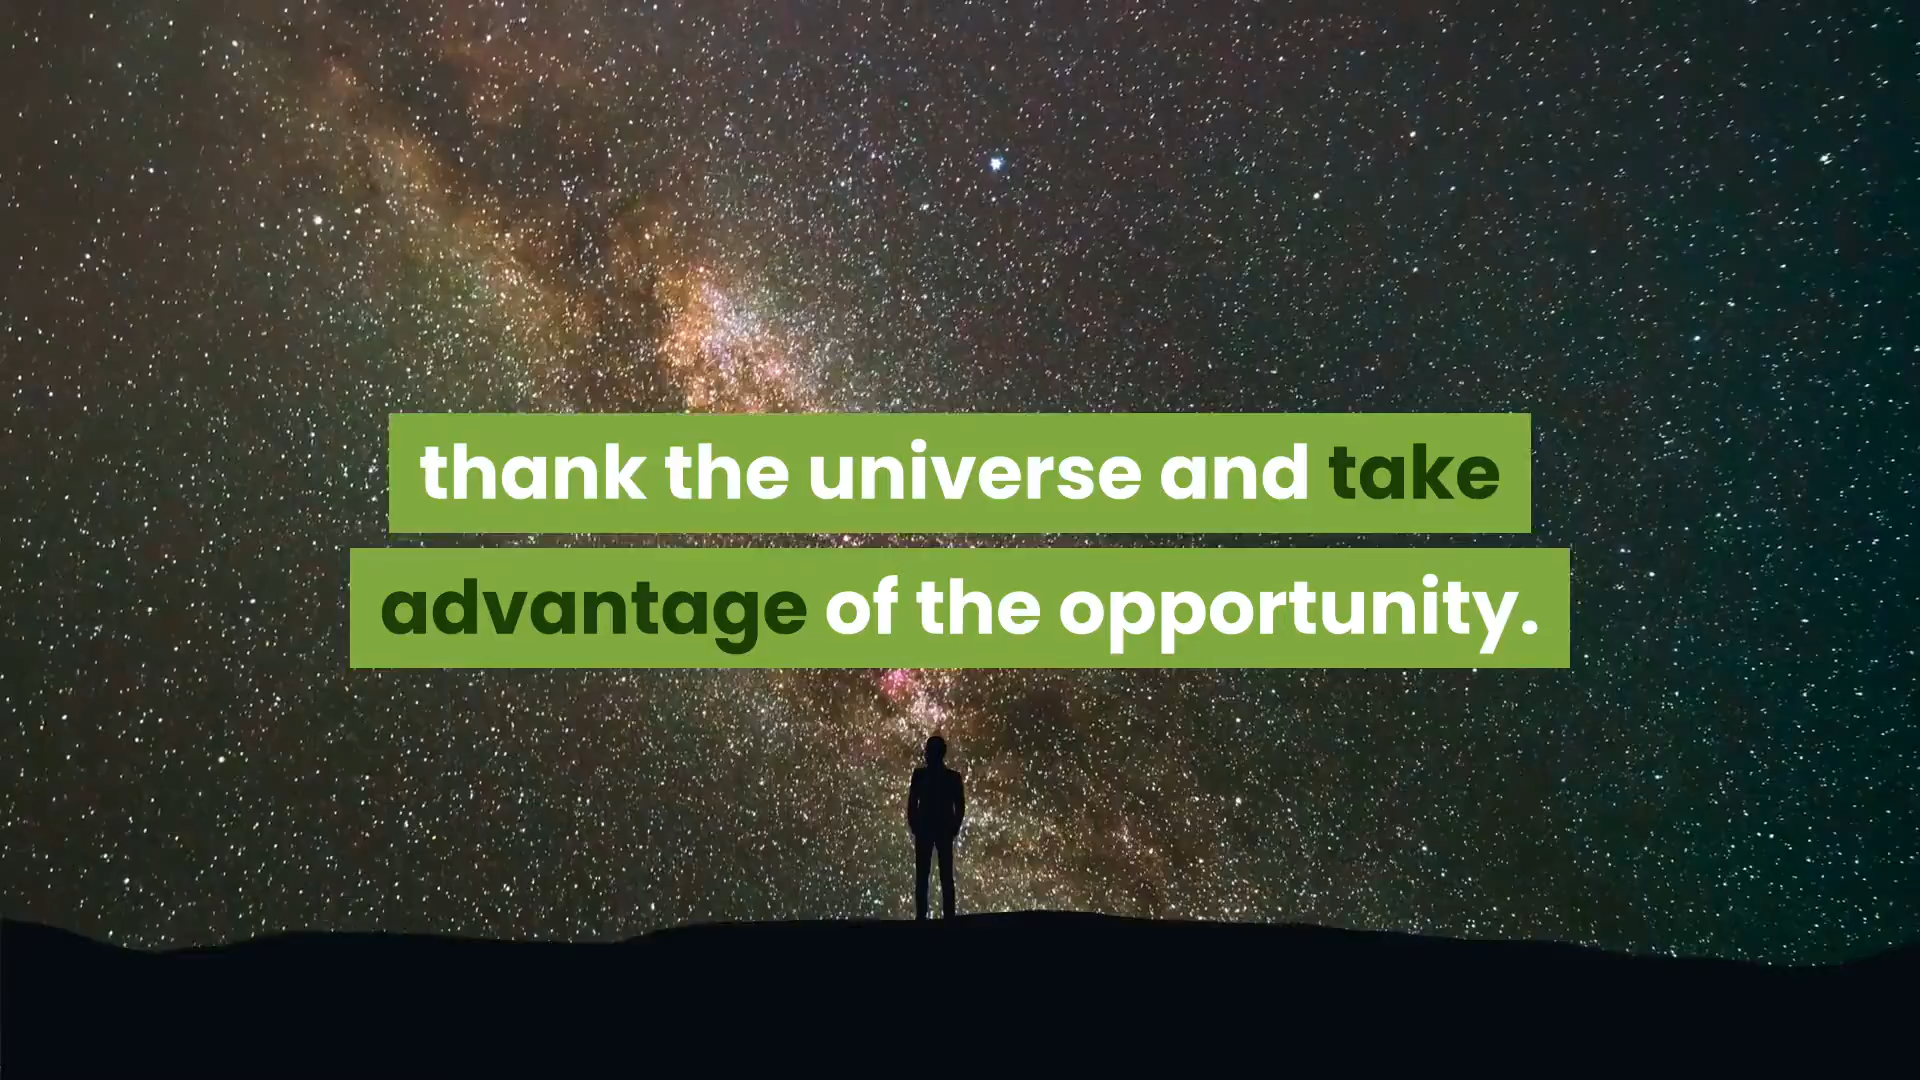 thank the universe and take
advantage of the opportunity.